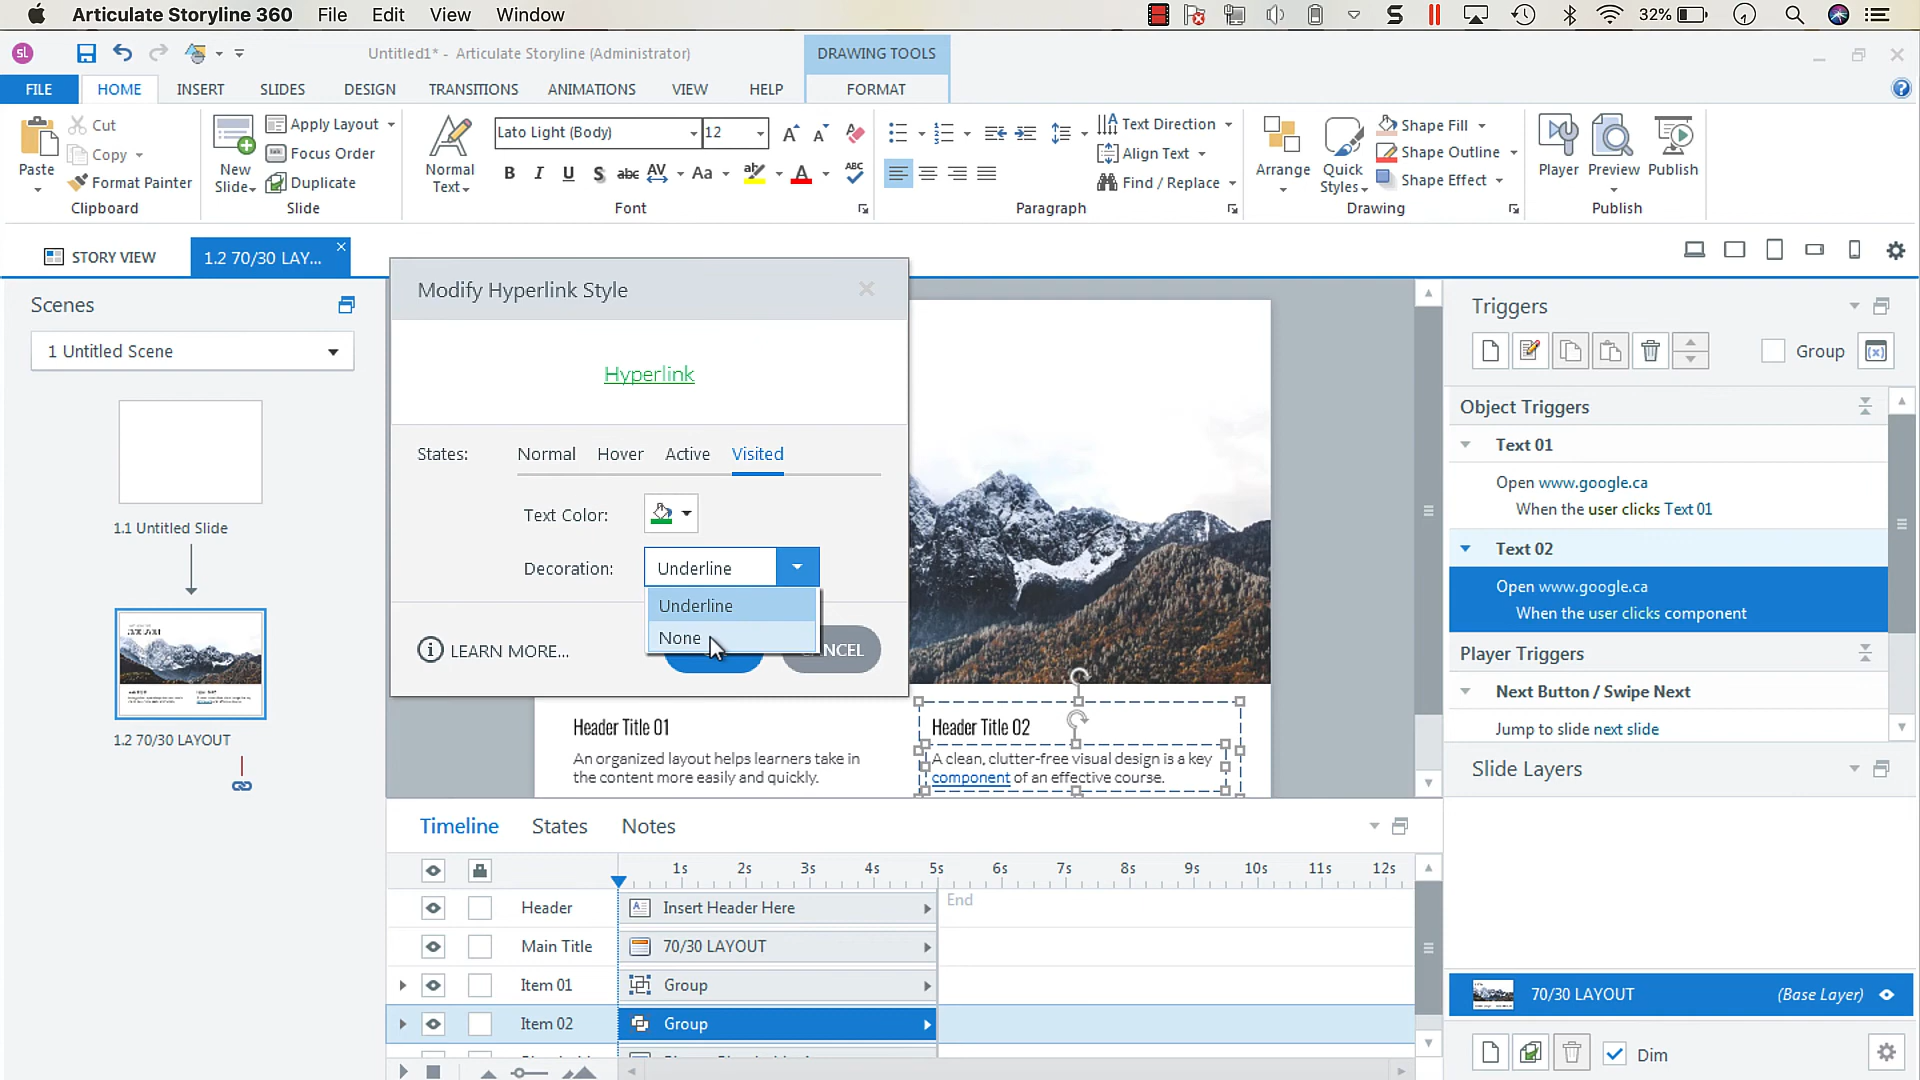 Articulate Storyline 360 File Edit View Window
32%
Untitled1* - Articulate Storyline (Administrator)
DRAWING TOOLS
FILE HOME INSERT SLIDES DESIGN TRANSITIONS ANIMATIONS VIEW HELP FORMAT
Paste
Cut
Copy
Format Painter
Clipboard
New
Slide
Apply Layout
Focus Order
Duplicate
Slide
Normal
Text
Lato Light (Body) 12
B I U S abc AV Aa A ABC
Font
Text Direction
Align Text
Find / Replace
Paragraph
Arrange
Quick
Styles
Shape Fill
Shape Outline
Shape Effect
Drawing
Player Preview Publish
Publish
STORY VIEW
1.2 70/30 LAY...
Scenes
1 Untitled Scene
1.1 Untitled Slide
1.2 70/30 LAYOUT
Modify Hyperlink Style
Hyperlink
States: Normal Hover Active Visited
Text Color:
Decoration: Underline
Underline
None
LEARN MORE...
Header Title 01
An organized layout helps learners take in
the content more easily and quickly.
Header Title 02
A clean, clutter-free visual design is a key
component of an effective course.
Timeline States Notes
1s 2s 3s 4s 5s 6s 7s 8s 9s 10s 11s 12s
Header Insert Header Here End
Main Title 70/30 LAYOUT
Item 01 Group
Item 02 Group
Triggers
Group
Object Triggers
Text 01
Open www.google.ca
When the user clicks Text 01
Text 02
Open www.google.ca
When the user clicks component
Player Triggers
Next Button / Swipe Next
Jump to slide next slide
Slide Layers
70/30 LAYOUT (Base Layer)
Dim